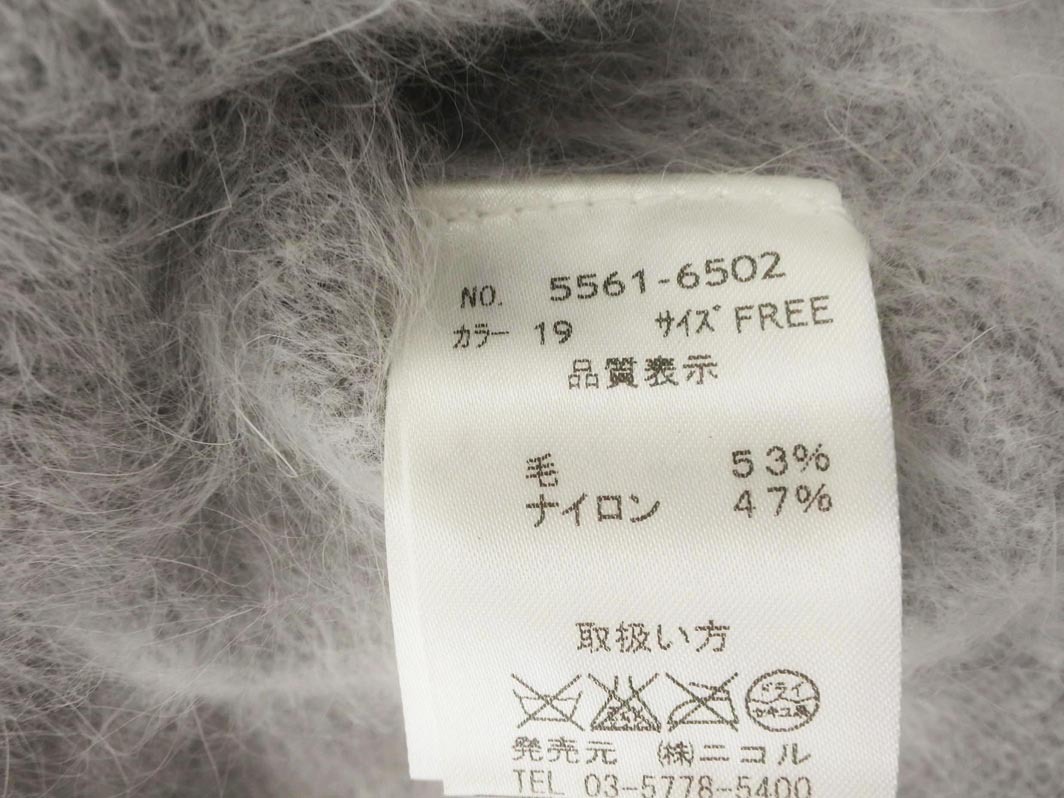 NO. 5561-6502
カラー 19 サイズ FREE
品質表示
毛 53%
ナイロン 47%
取扱い方
ドライ
セキユ系
発売元 (株)ニコル
TEL 03-5778-5400